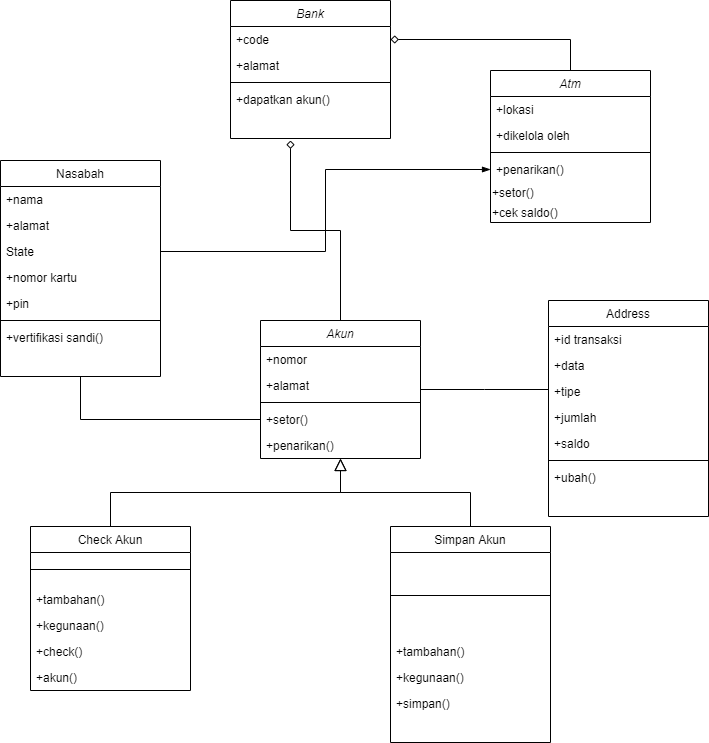 Bank
+code
+alamat
+dapatkan akun()
Atm
+lokasi
+dikelola oleh
+penarikan()
+setor()
+cek saldo()
Nasabah
+nama
+alamat
State
+nomor kartu
+pin
+vertifikasi sandi()
Akun
+nomor
+alamat
+setor()
+penarikan()
Address
+id transaksi
+data
+tipe
+jumlah
+saldo
+ubah()
Check Akun
+tambahan()
+kegunaan()
+check()
+akun()
Simpan Akun
+tambahan()
+kegunaan()
+simpan()